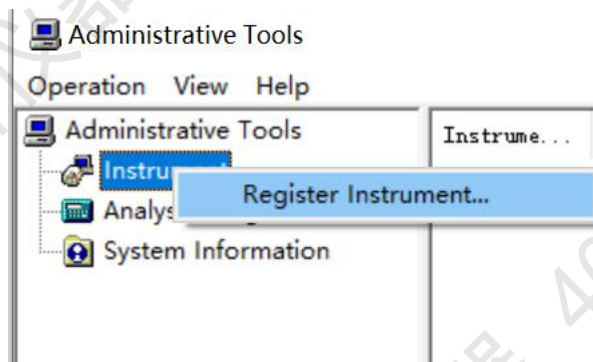 Administrative Tools
Operation View Help
Administrative Tools
Instrume...
Register Instrument...
System Information